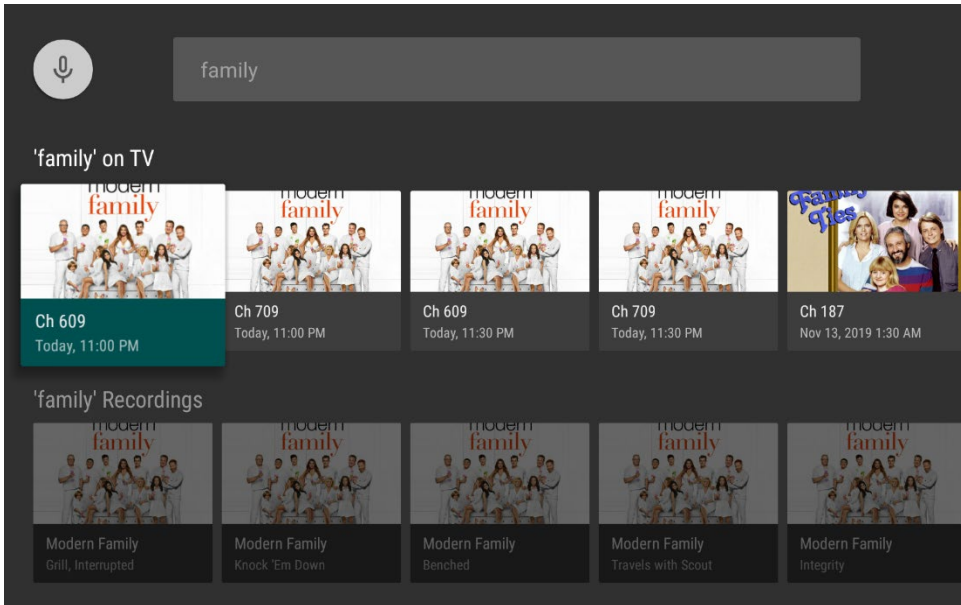 family
'family' on TV
modern
family
Ch 609
Today, 11:00 PM
modern
family
Ch 709
Today, 11:00 PM
modern
family
Ch 609
Today, 11:30 PM
modern
family
Ch 709
Today, 11:30 PM
Family
Ties
Ch 187
Nov 13, 2019 1:30 AM
'family' Recordings
modern
family
Modern Family
Grill, Interrupted
modern
family
Modern Family
Knock 'Em Down
modern
family
Modern Family
Benched
modern
family
Modern Family
Travels with Scout
modern
family
Modern Family
Integrity